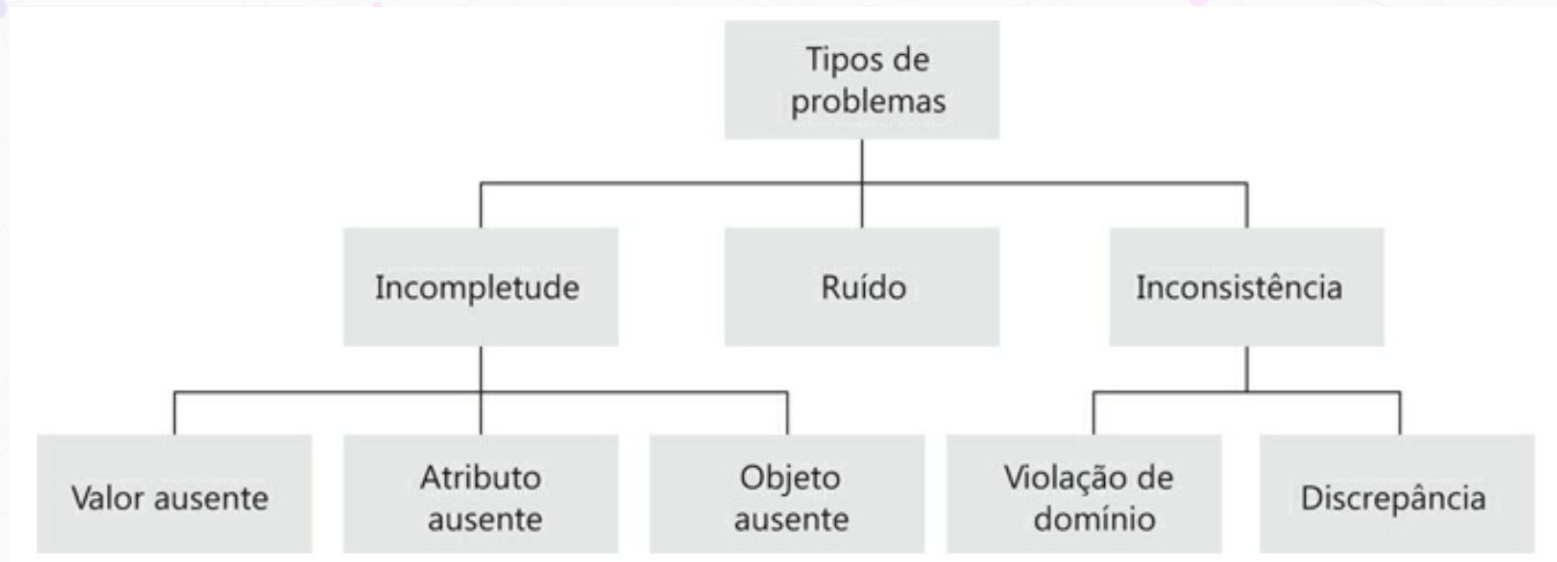 Tipos de
problemas
Incompletude
Ruído
Inconsistência
Valor ausente
Atributo
ausente
Objeto
ausente
Violação de
domínio
Discrepância